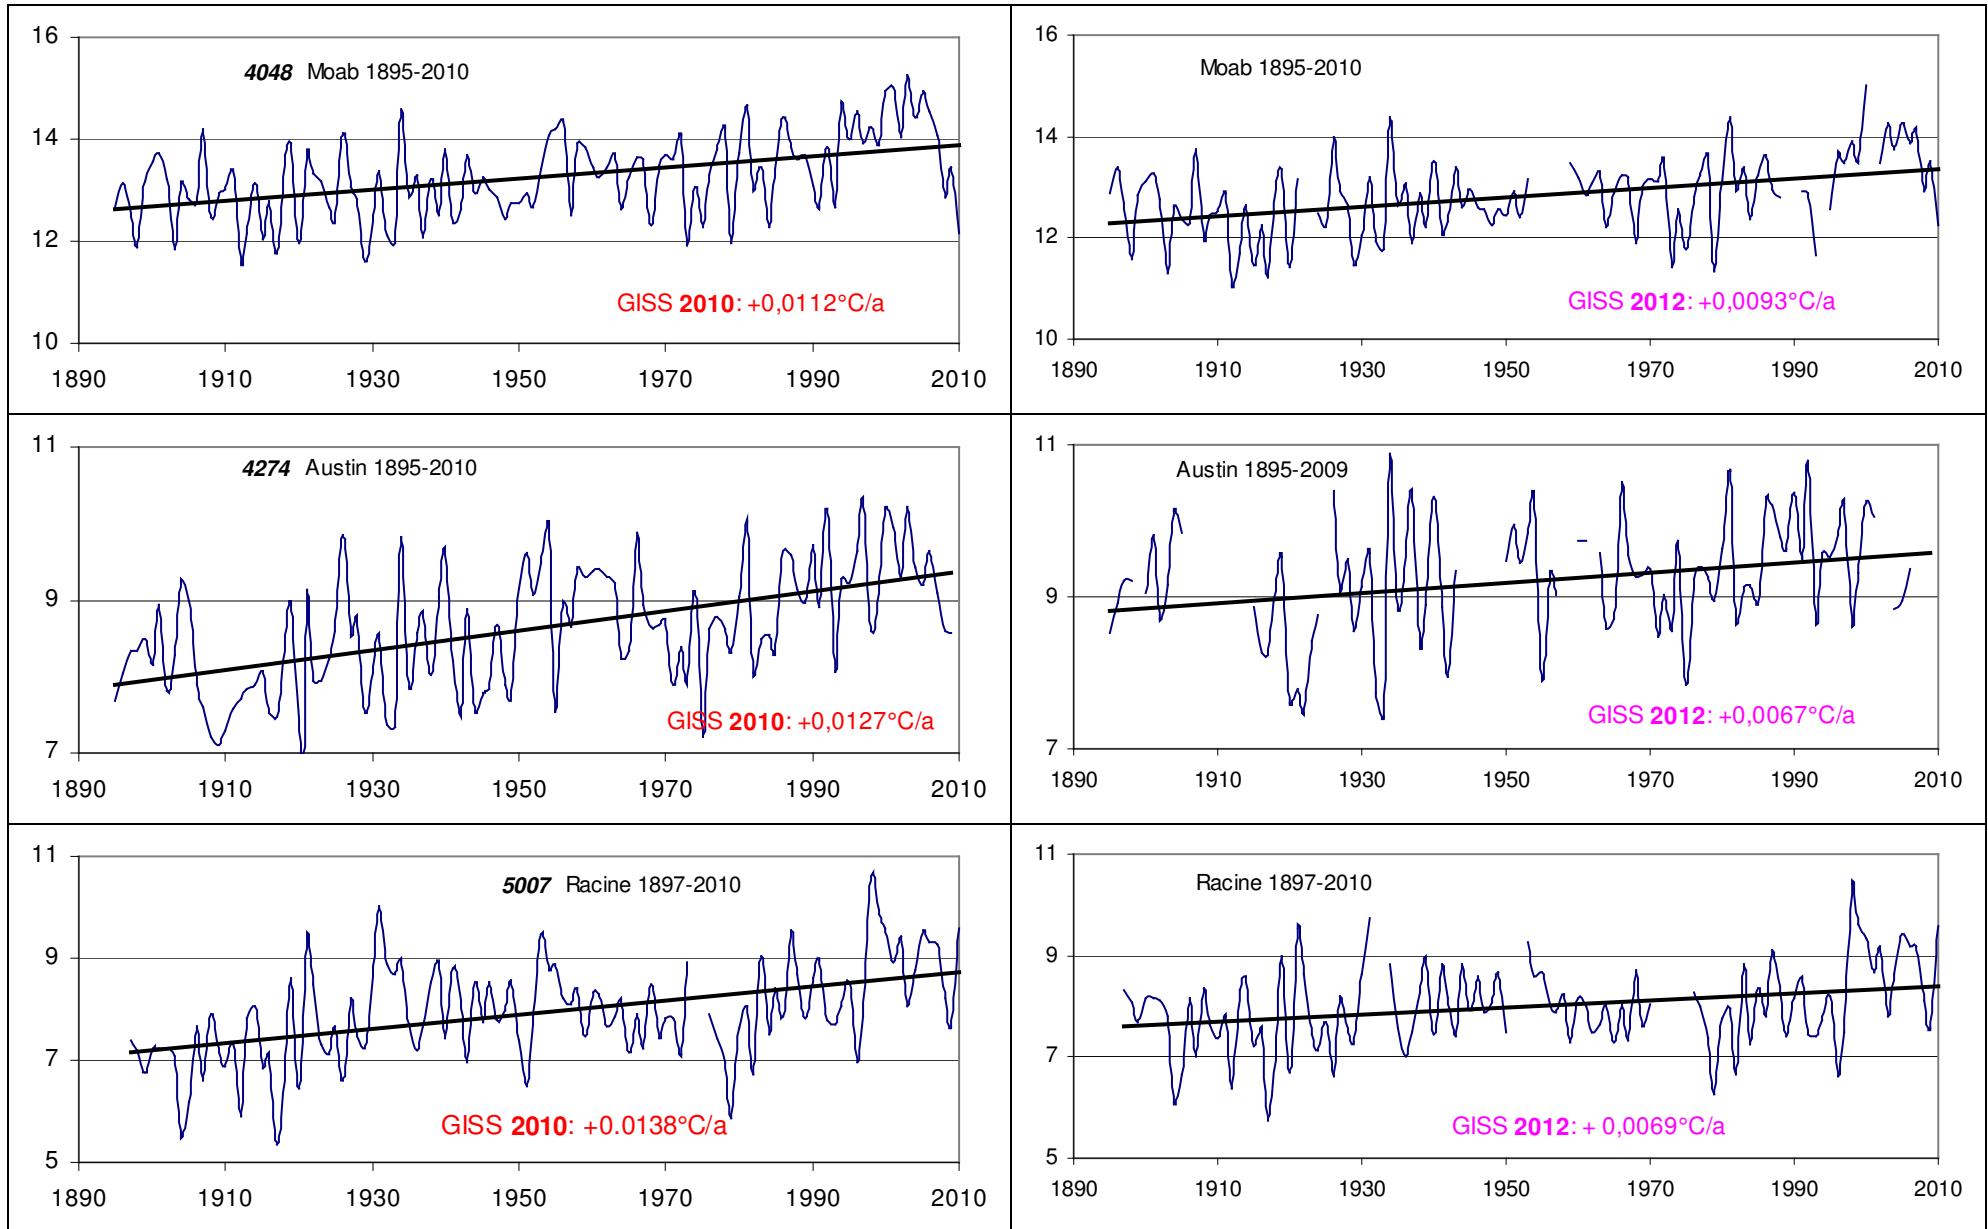 16
14
12
10
4048 Moab 1895-2010
GISS 2010: +0,0112°C/a
1890 1910 1930 1950 1970 1990 2010
16
14
12
10
Moab 1895-2010
GISS 2012: +0,0093°C/a
1890 1910 1930 1950 1970 1990 2010
11
9
7
4274 Austin 1895-2010
GISS 2010: +0,0127°C/a
1890 1910 1930 1950 1970 1990 2010
11
9
7
Austin 1895-2009
GISS 2012: +0,0067°C/a
1890 1910 1930 1950 1970 1990 2010
11
9
7
5
5007 Racine 1897-2010
GISS 2010: +0.0138°C/a
1890 1910 1930 1950 1970 1990 2010
11
9
7
5
Racine 1897-2010
GISS 2012: + 0,0069°C/a
1890 1910 1930 1950 1970 1990 2010